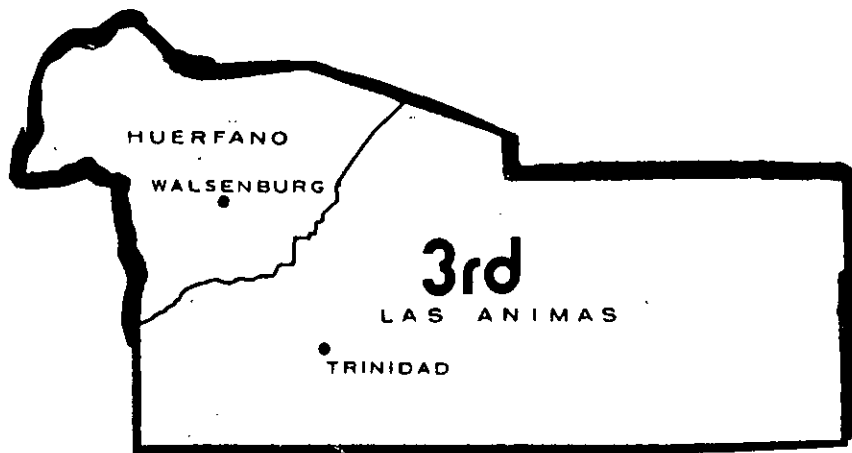 HUERFANO
WALSENBURG
3rd
LAS ANIMAS
TRINIDAD